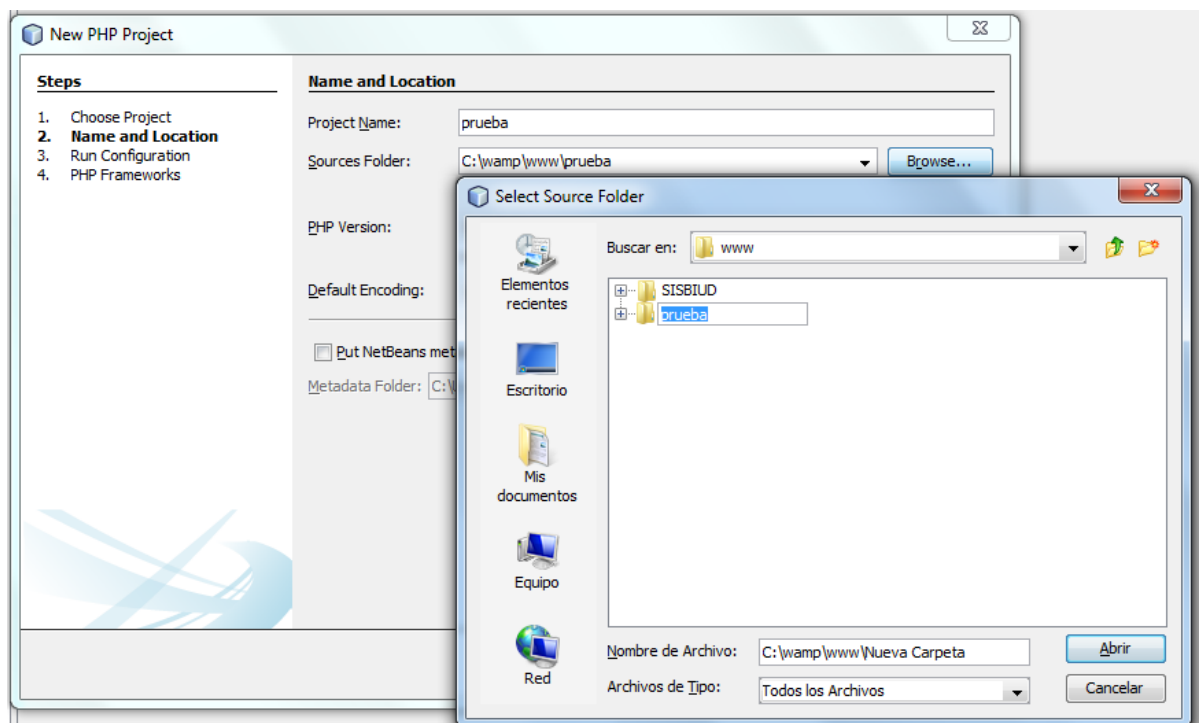 New PHP Project
Steps
1. Choose Project
2. Name and Location
3. Run Configuration
4. PHP Frameworks
Name and Location
Project Name: prueba
Sources Folder: C:\wamp\www\prueba Browse...
PHP Version:
Default Encoding:
Put NetBeans met
Metadata Folder: C:\
Select Source Folder
Buscar en: www
Elementos
recientes
Escritorio
Mis
documentos
Equipo
Red
SISBIUD
prueba
Nombre de Archivo: C:\wamp\www\Nueva Carpeta Abrir
Archivos de Tipo: Todos los Archivos Cancelar